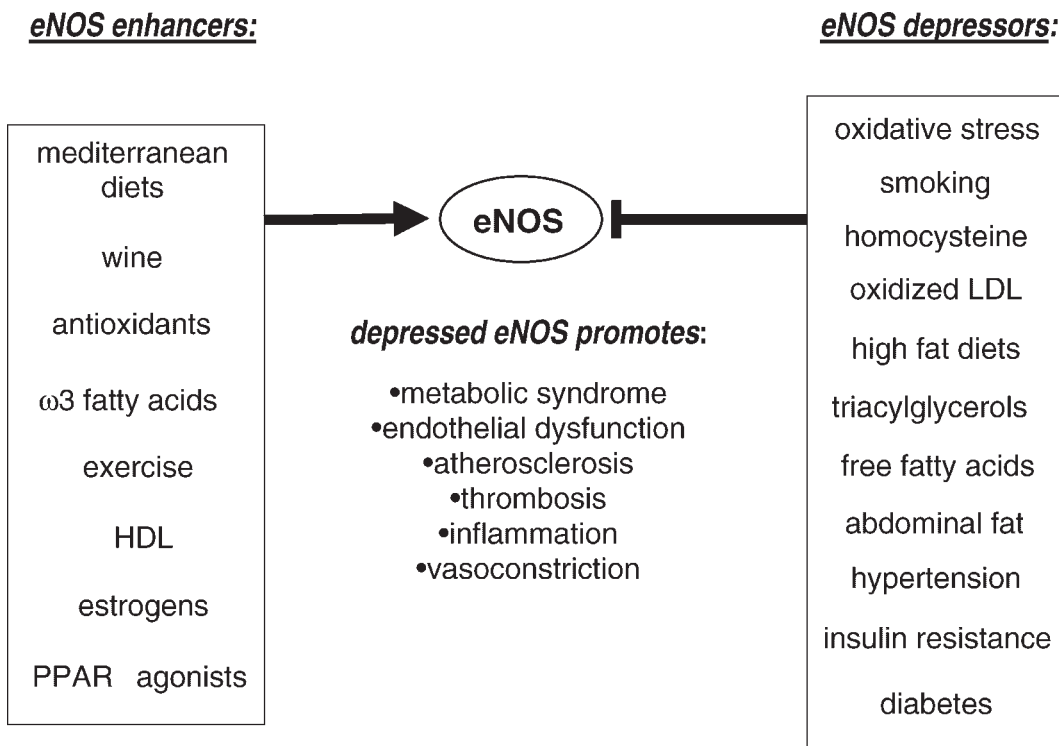 eNOS enhancers:
mediterranean
diets
wine
antioxidants
ω3 fatty acids
exercise
HDL
estrogens
PPAR agonists
eNOS
depressed eNOS promotes:
•metabolic syndrome
•endothelial dysfunction
•atherosclerosis
•thrombosis
•inflammation
•vasoconstriction
eNOS depressors:
oxidative stress
smoking
homocysteine
oxidized LDL
high fat diets
triacylglycerols
free fatty acids
abdominal fat
hypertension
insulin resistance
diabetes